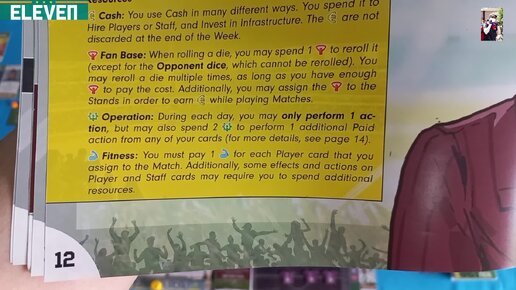 ELEVEN
Resources
Cash: You use Cash in many different ways. You spend it to
Hire Players or Staff, and Invest in Infrastructure. The are not
discarded at the end of the Week.
Fan Base: When rolling a die, you may spend 1 to reroll it
(except for the Opponent dice, which cannot be rerolled). You
may reroll a die multiple times, as long as you have enough
to pay the cost. Additionally, you may assign the to the
Stands in order to earn while playing Matches.
Operation: During each day, you may only perform 1 ac-
tion, but may also spend 2 to perform 1 additional Paid
action from any of your cards (for more details, see page 14).
Fitness: You must pay 1 for each Player card that you
assign to the Match. Additionally, some effects and actions on
Player and Staff cards may require you to spend additional
resources.
12